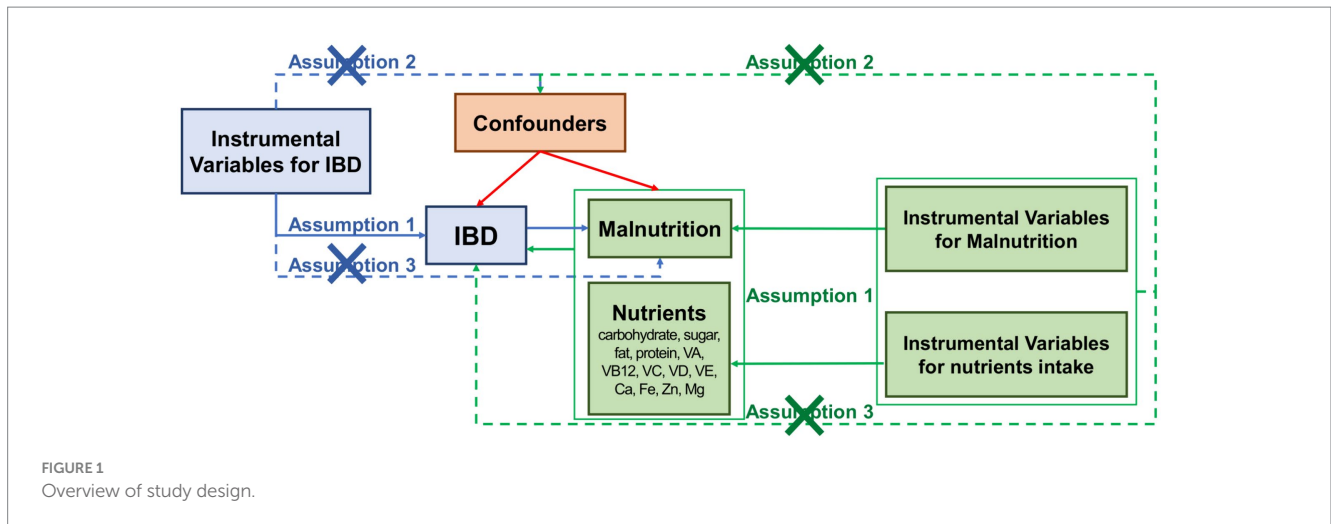 Assumption 2
Assumption 2
Instrumental
Variables for IBD
Confounders
Assumption 1
IBD
Assumption 3
Malnutrition
Nutrients
carbohydrate, sugar,
fat, protein, VA,
VB12, VC, VD, VE,
Ca, Fe, Zn, Mg
Assumption 1
Instrumental Variables
for Malnutrition
Instrumental Variables
for nutrients intake
Assumption 3
FIGURE 1
Overview of study design.